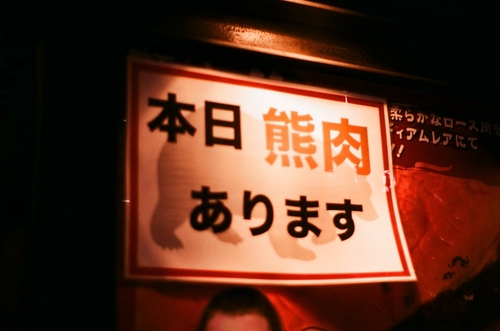 本日 熊肉
あります
柔らかなロース肉
ディアムレアにて